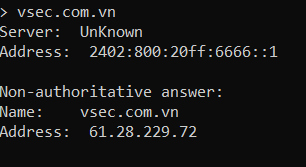 > vsec.com.vn
Server:  UnKnown
Address:  2402:800:20ff:6666::1
Non-authoritative answer:
Name:    vsec.com.vn
Address:  61.28.229.72